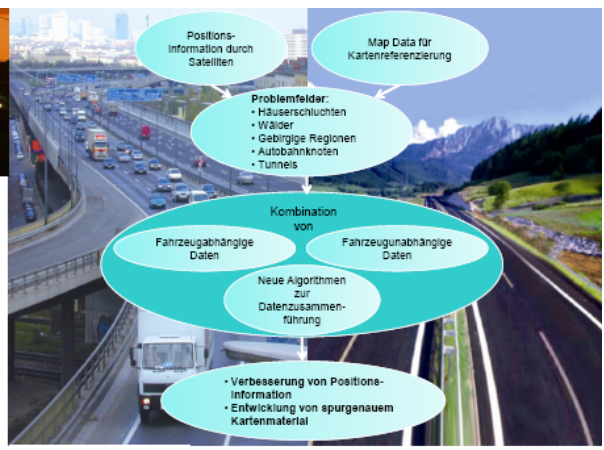 Positions-
Information durch
Satelliten
Map Data für
Kartenreferenzierung
Problemfelder:
• Häuserschluchten
• Wälder
• Gebirgige Regionen
• Autobahnknoten
• Tunnels
Kombination
von
Fahrzeugabhängige
Daten
Fahrzeugunabhängige
Daten
Neue Algorithmen
zur
Datenzusammen-
führung
• Verbesserung von Positions-
Information
• Entwicklung von spurgenauem
Kartenmaterial